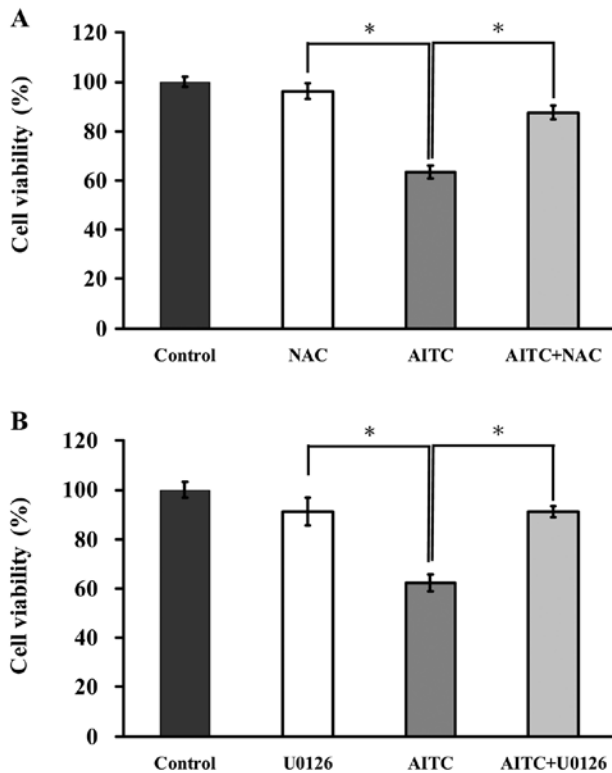 A
Cell viability (%)
120
100
80
60
40
20
0
*
*
Control
NAC
AITC
AITC+NAC
B
Cell viability (%)
120
100
80
60
40
20
0
*
*
Control
U0126
AITC
AITC+U0126